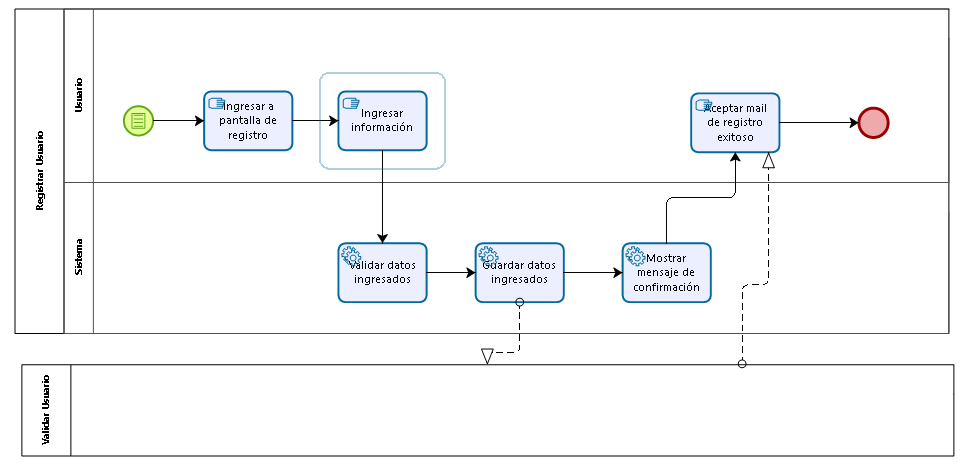 Registrar Usuario
Usuario
Ingresar a
pantalla de
registro
Ingresar
información
Aceptar mail
de registro
exitoso
Sistema
Validar datos
ingresados
Guardar datos
ingresados
Mostrar
mensaje de
confirmación
Validar Usuario